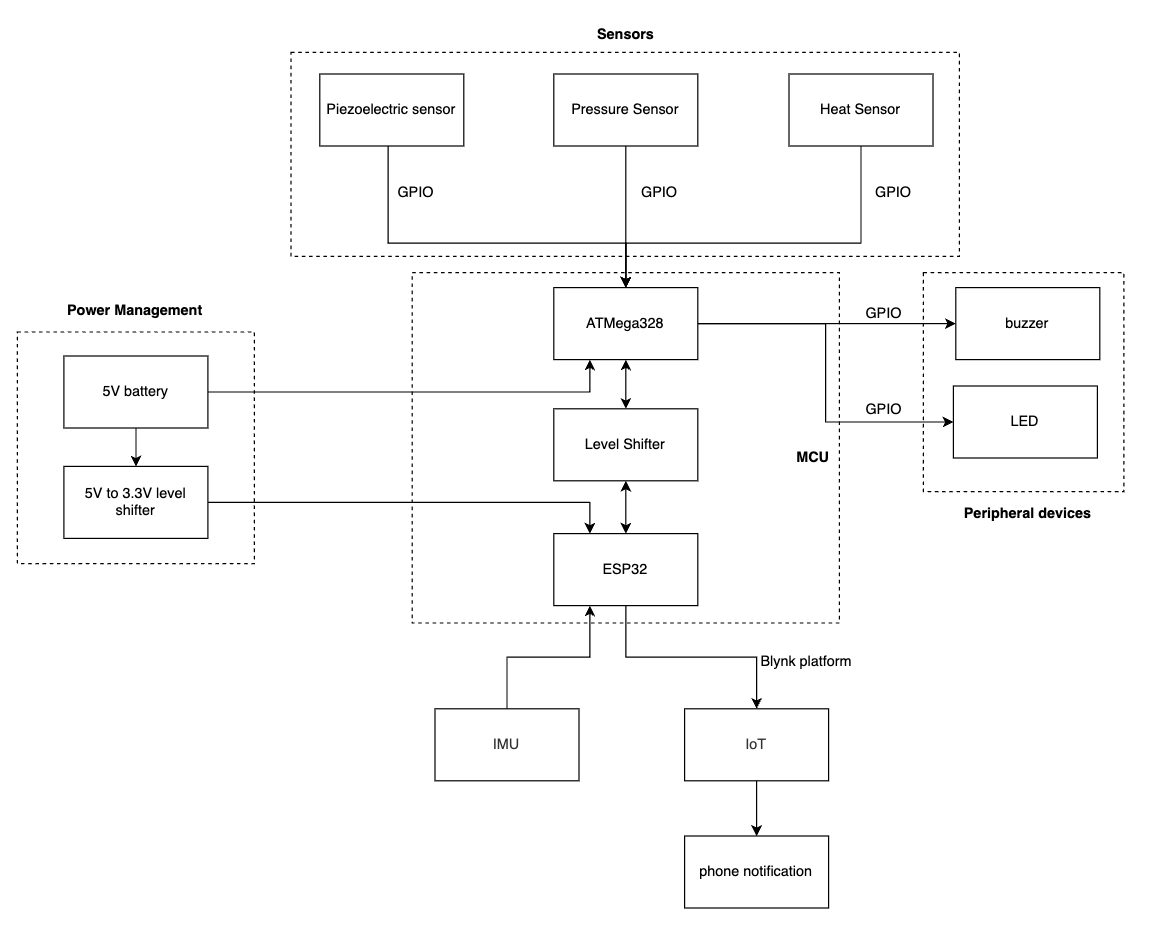 Sensors
Piezoelectric sensor
Pressure Sensor
Heat Sensor
GPIO
GPIO
GPIO
Power Management
5V battery
5V to 3.3V level
shifter
ATMega328
Level Shifter
MCU
ESP32
GPIO
buzzer
GPIO
LED
Peripheral devices
Blynk platform
IMU
IoT
phone notification